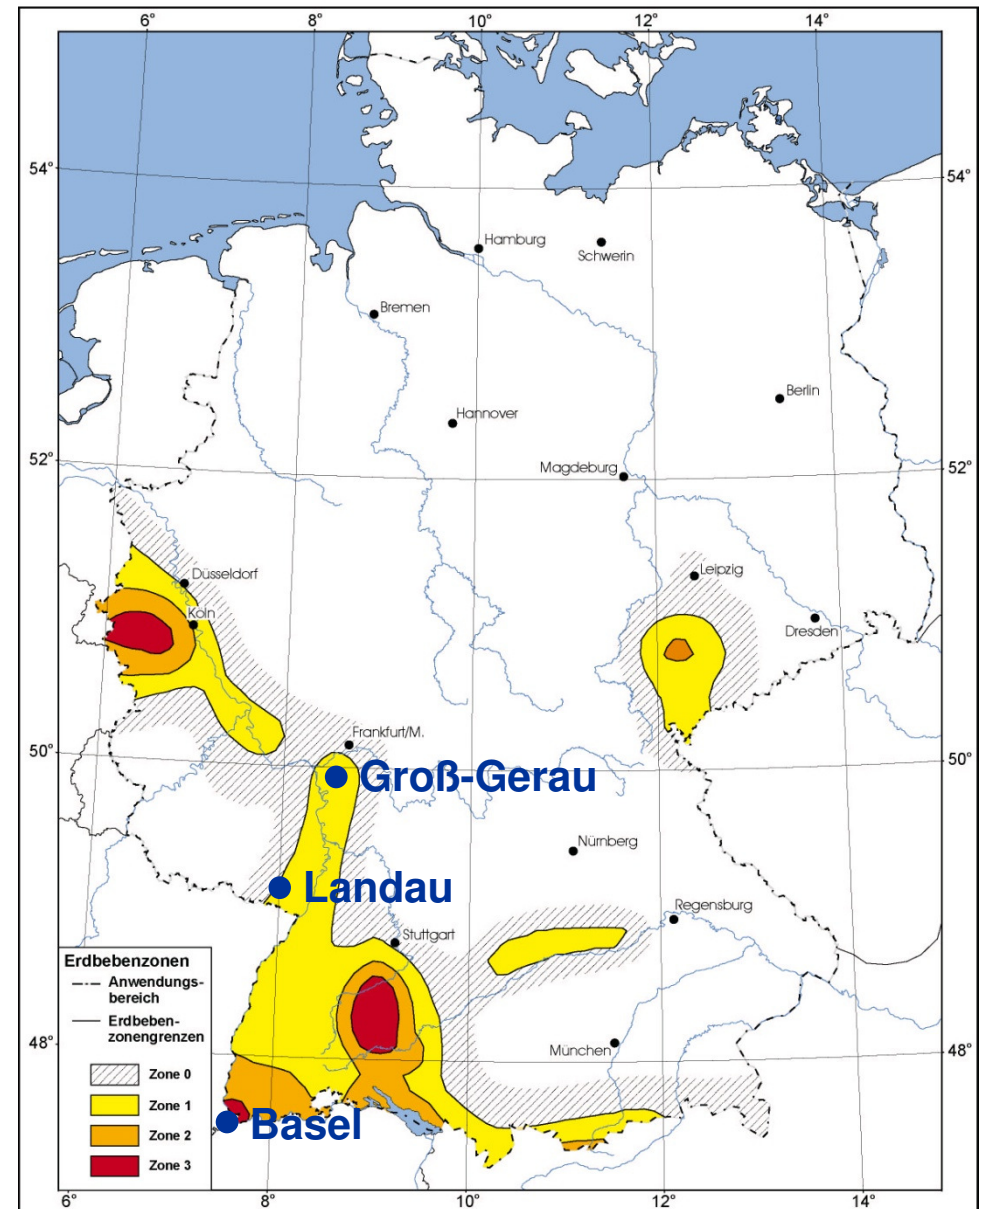 6°
8°
10°
12°
14°
54°
54°
Hamburg
Schwerin
Bremen
Berlin
Hannover
52°
Magdeburg
52°
Düsseldorf
Leipzig
Köln
Dresden
Frankfurt/M.
50°
50°
Groß-Gerau
Nürnberg
Landau
Regensburg
Stuttgart
Erdbebenzonen
Anwendungs-
bereich
Erdbeben-
zonengrenzen
48°
München
48°
Zone 0
Zone 1
Zone 2
Zone 3
Basel
6°
8°
10°
12°
14°